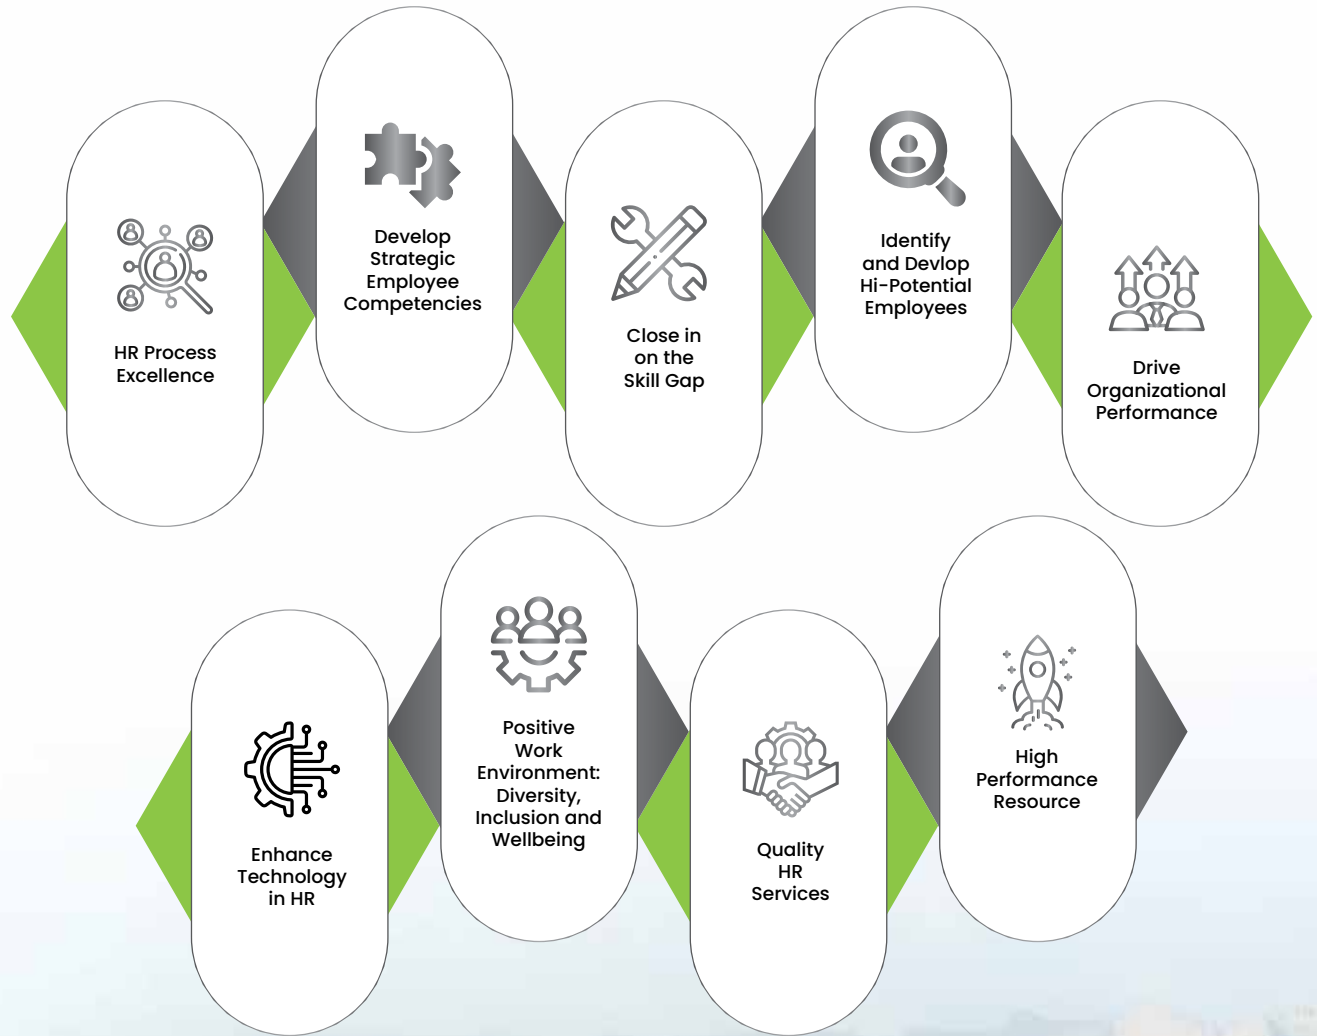 HR Process
Excellence
Develop
Strategic
Employee
Competencies
Close in
on the
Skill Gap
Identify
and Devlop
Hi-Potential
Employees
Drive
Organizational
Performance
Enhance
Technology
in HR
Positive
Work
Environment:
Diversity,
Inclusion and
Wellbeing
Quality
HR
Services
High
Performance
Resource